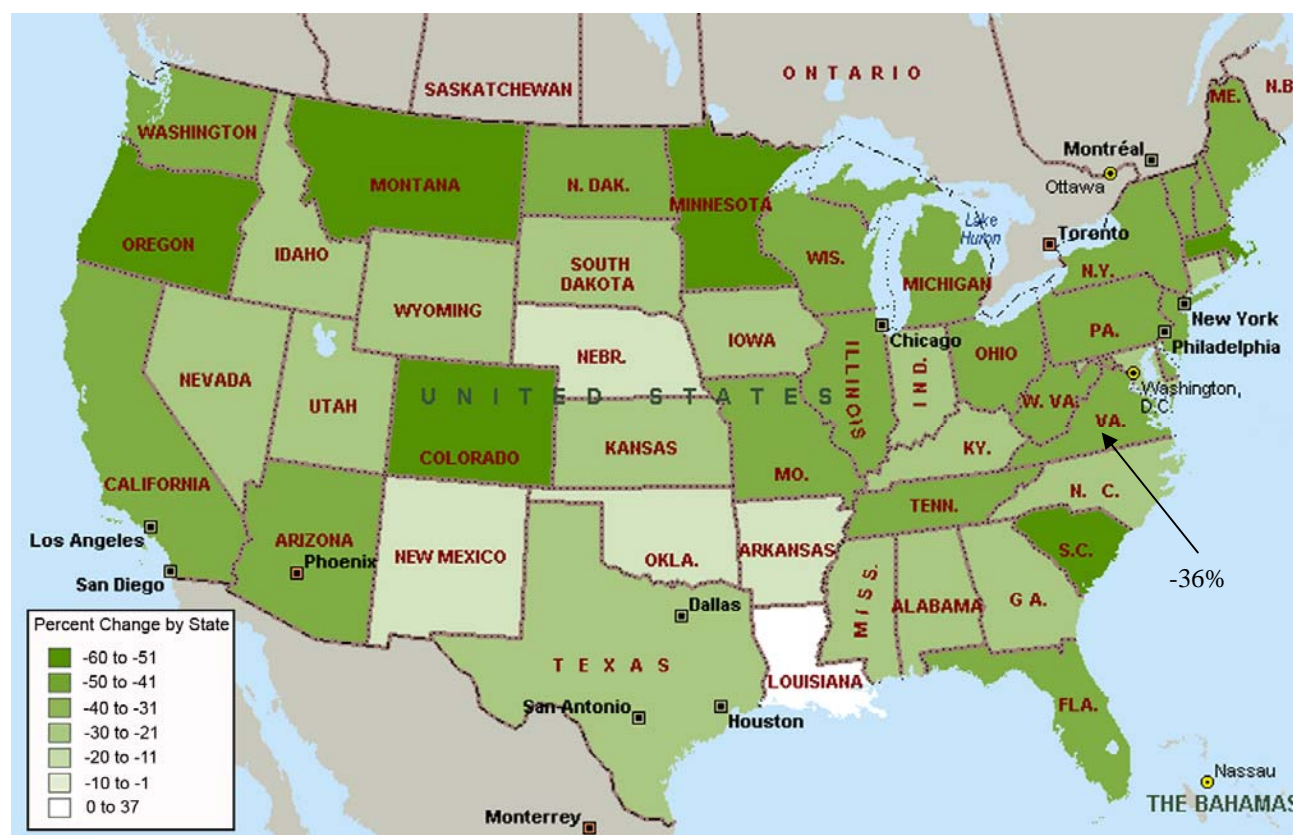 ONTARIO
SASKATCHEWAN
ME.
N.B
WASHINGTON
Montréal
Ottawa
MONTANA
N. DAK.
MINNESOTA
Lake
Huron
Toronto
OREGON
IDAHO
SOUTH
DAKOTA
WIS.
MICHIGAN
N.Y.
WYOMING
New York
IOWA
Chicago
PA.
Philadelphia
NEBR.
OHIO
NEVADA
UTAH
UNITED STATES
ILLINOIS
IND.
W. VA.
Washington,
D.C.
VA.
COLORADO
KANSAS
MO.
KY.
CALIFORNIA
N. C.
TENN.
Los Angeles
ARIZONA
Phoenix
NEW MEXICO
OKLA.
ARKANSAS
S.C.
San Diego
-36%
MISS.
ALABAMA
GA.
Dallas
TEXAS
LOUISIANA
San Antonio
Houston
FLA.
Nassau
THE BAHAMAS
Monterrey
Percent Change by State
-60 to -51
-50 to -41
-40 to -31
-30 to -21
-20 to -11
-10 to -1
0 to 37